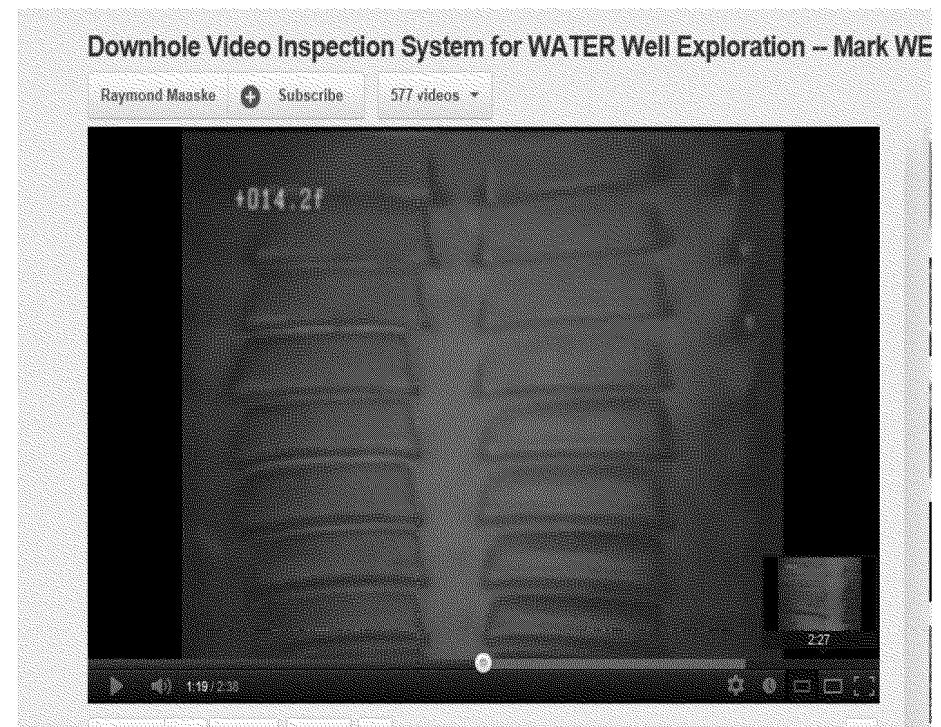 Downhole Video Inspection System for WATER Well Exploration -- Mark WE
Raymond Maaske Subscribe 577 videos
+014.2f
2:27
1:19 / 2:38